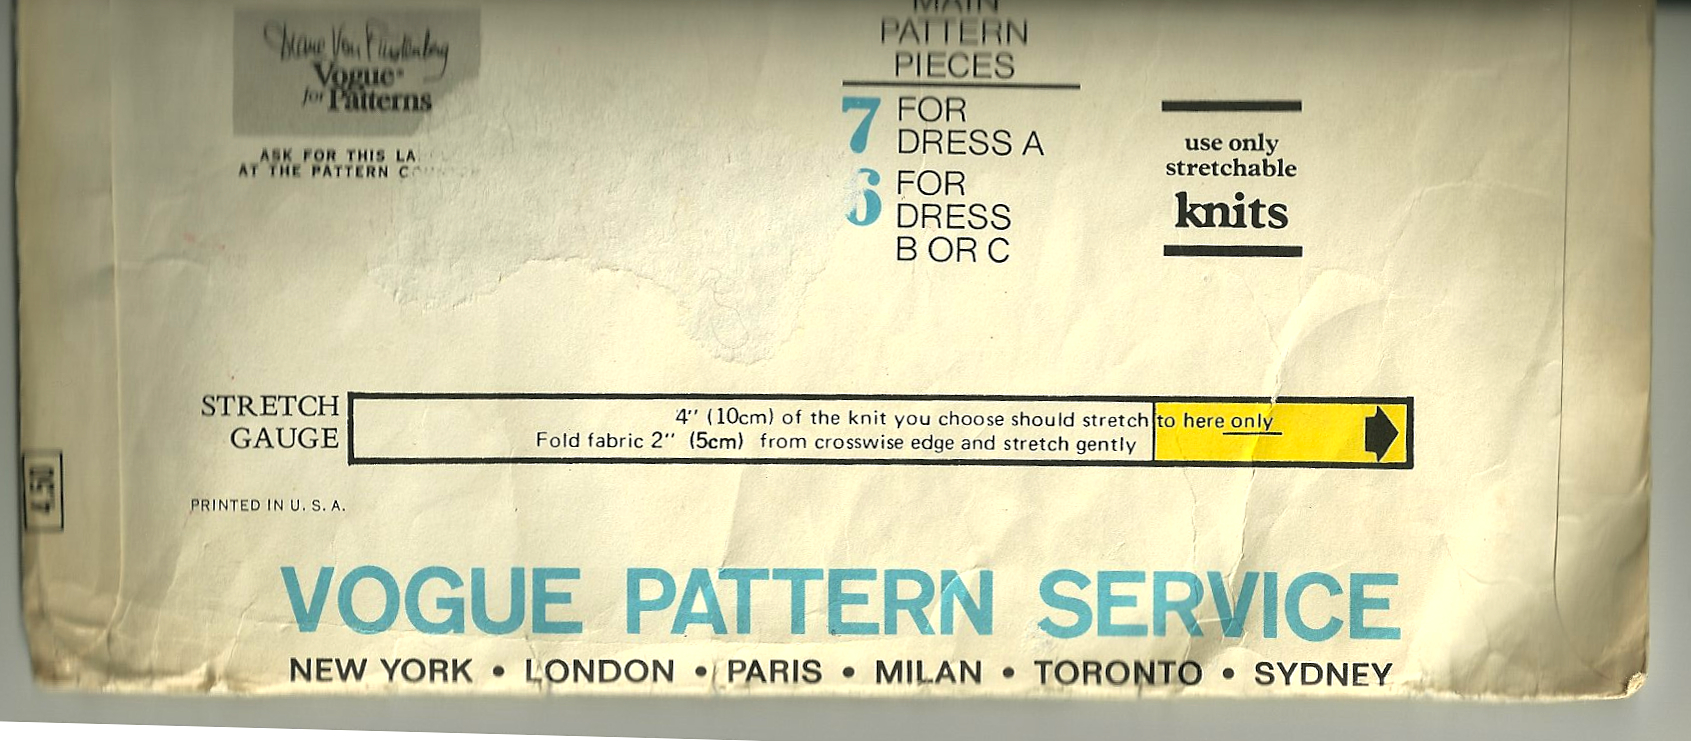 Diane Von Furstenberg
Vogue®
for Patterns
ASK FOR THIS LA
AT THE PATTERN C
MAIN
PATTERN
PIECES
7 FOR
DRESS A
6 FOR
DRESS
B OR C
use only
stretchable
knits
STRETCH
GAUGE
4" (10cm) of the knit you choose should stretch to here only
Fold fabric 2" (5cm) from crosswise edge and stretch gently
4.50
PRINTED IN U. S. A.
VOGUE PATTERN SERVICE
NEW YORK • LONDON • PARIS • MILAN • TORONTO • SYDNEY